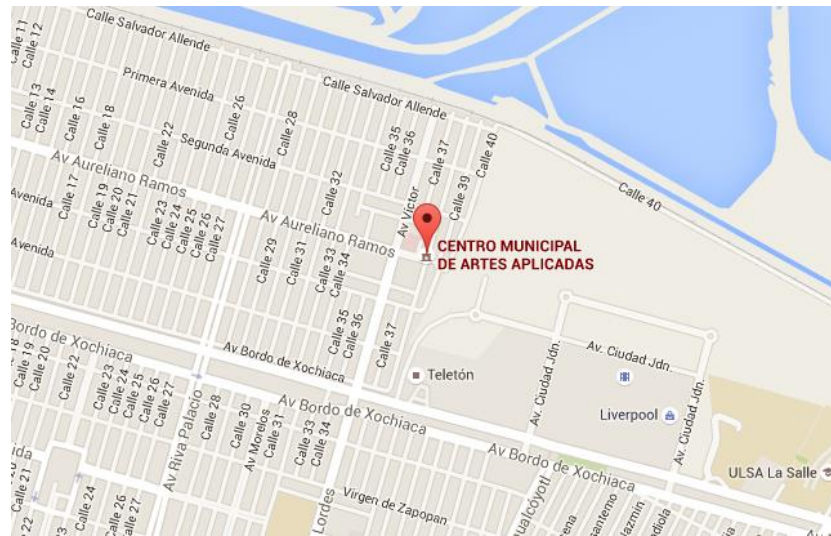 Calle Salvador Allende
Calle 11
Calle 12
Calle 13
Calle 14
Calle 16
Calle 18
Primera Avenida
Calle 22
Calle 26
Calle 28
Segunda Avenida
Calle Salvador Allende
Calle 35
Calle 36
Calle 37
Calle 40
Calle 39
Calle 40
Av Aureliano Ramos
Calle 32
Av Víctor
Avenida
Calle 17
Calle 19
Calle 20
Calle 21
Calle 23
Calle 24
Calle 25
Calle 26
Calle 27
Av Aureliano Ramos
CENTRO MUNICIPAL
DE ARTES APLICADAS
Avenida
Calle 29
Calle 31
Calle 33
Calle 34
Calle 35
Calle 36
Calle 37
Bordo de Xochiaca
Av Bordo de Xochiaca
Teletón
Av. Ciudad Jdn.
Av. Ciudad Jdn.
Av. Ciudad Jdn.
Liverpool
ULSA La Salle
18
Calle 19
Calle 20
Calle 22
Calle 23
Calle 24
Calle 25
Calle 26
Calle 27
Av Riva Palacio
Calle 28
Calle 30
Av Morelos
Calle 31
Calle 33
Calle 34
Av Bordo de Xochiaca
Av Bordo de Xochiaca
Calle 21
Calle 24
Calle 26
Calle 27
22
Virgen de Zapopan
Lordes
ualcóyotl